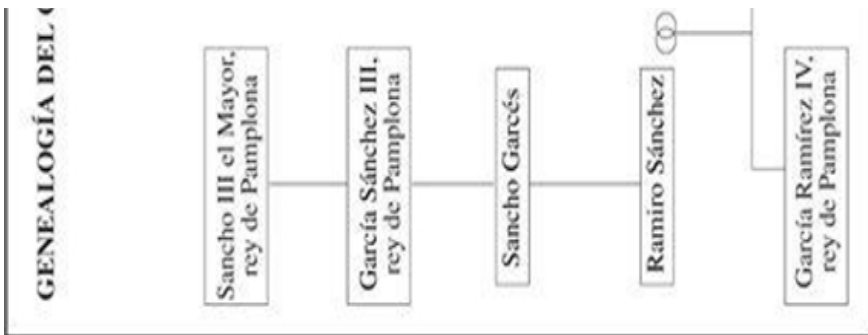 GENEALOGÍA DEL
Sancho III el Mayor,
rey de Pamplona
García Sánchez III,
rey de Pamplona
Sancho Garcés
Ramiro Sánchez
García Ramírez IV,
rey de Pamplona